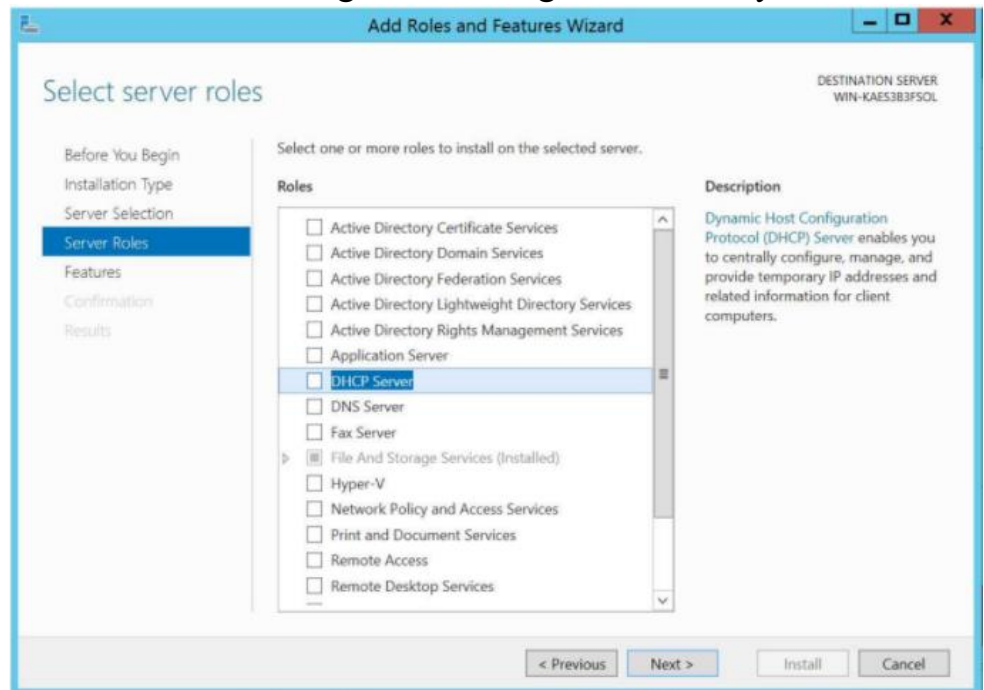 Add Roles and Features Wizard
Select server roles
DESTINATION SERVER
WIN-KAES3B3FSOL
Before You Begin
Installation Type
Server Selection
Server Roles
Features
Confirmation
Results
Select one or more roles to install on the selected server.
Roles
Active Directory Certificate Services
Active Directory Domain Services
Active Directory Federation Services
Active Directory Lightweight Directory Services
Active Directory Rights Management Services
Application Server
DHCP Server
DNS Server
Fax Server
File And Storage Services (Installed)
Hyper-V
Network Policy and Access Services
Print and Document Services
Remote Access
Remote Desktop Services
Description
Dynamic Host Configuration
Protocol (DHCP) Server enables you
to centrally configure, manage, and
provide temporary IP addresses and
related information for client
computers.
< Previous
Next >
Install
Cancel